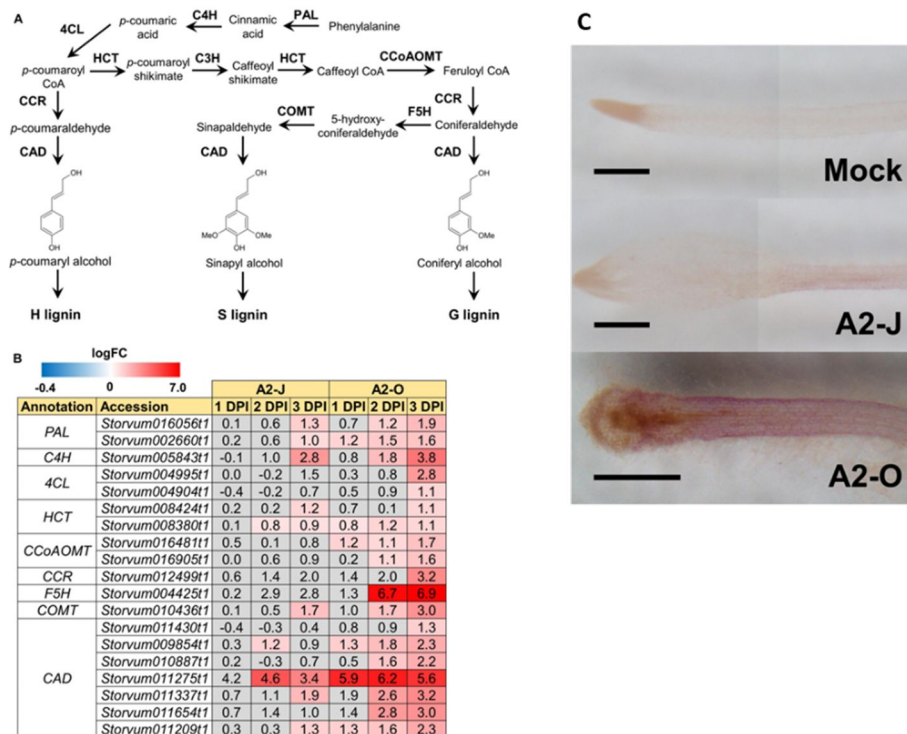 A
4CL
p-coumaric acid
C4H
Cinnamic acid
PAL
Phenylalanine
p-coumaroyl CoA
HCT
p-coumaroyl shikimate
C3H
Caffeoyl shikimate
HCT
Caffeoyl CoA
CCoAOMT
Feruloyl CoA
CCR
COMT
5-hydroxy-coniferaldehyde
F5H
CCR
p-coumaraldehyde
Sinapaldehyde
Coniferaldehyde
CAD
CAD
CAD
OH
OH
OH
MeO
OMe
OMe
OH
OH
OH
p-coumaryl alcohol
Sinapyl alcohol
Coniferyl alcohol
H lignin
S lignin
G lignin
B
logFC
-0.4 0 7.0
A2-J A2-O
Annotation Accession 1 DPI 2 DPI 3 DPI 1 DPI 2 DPI 3 DPI
PAL Storvum016056t1 0.1 0.6 1.3 0.7 1.2 1.9
Storvum002660t1 0.2 0.6 1.0 1.2 1.5 1.6
C4H Storvum005843t1 -0.1 1.0 2.8 0.8 1.8 3.8
4CL Storvum004995t1 0.0 -0.2 1.5 0.3 0.8 2.8
Storvum004904t1 -0.4 -0.2 0.7 0.5 0.9 1.1
HCT Storvum008424t1 0.2 0.2 1.2 0.7 0.1 1.1
Storvum008380t1 0.1 0.8 0.9 0.8 1.2 1.1
CCoAOMT Storvum016481t1 0.5 0.1 0.8 1.2 1.1 1.7
Storvum016905t1 0.0 0.6 0.9 0.2 1.1 1.6
CCR Storvum012499t1 0.6 1.4 2.0 1.4 2.0 3.2
F5H Storvum004425t1 0.2 2.9 2.8 1.3 6.7 6.9
COMT Storvum010436t1 0.1 0.5 1.7 1.0 1.7 3.0
CAD Storvum011430t1 -0.4 -0.3 0.4 0.8 0.9 1.3
Storvum009854t1 0.3 1.2 0.9 1.3 1.8 2.3
Storvum010887t1 0.2 -0.3 0.7 0.5 1.6 2.2
Storvum011275t1 4.2 4.6 3.4 5.9 6.2 5.6
Storvum011337t1 0.7 1.1 1.9 1.9 2.6 3.2
Storvum011654t1 0.7 1.4 1.0 1.4 2.8 3.0
Storvum011209t1 0.3 0.3 1.3 1.3 1.6 2.3
C
Mock
A2-J
A2-O